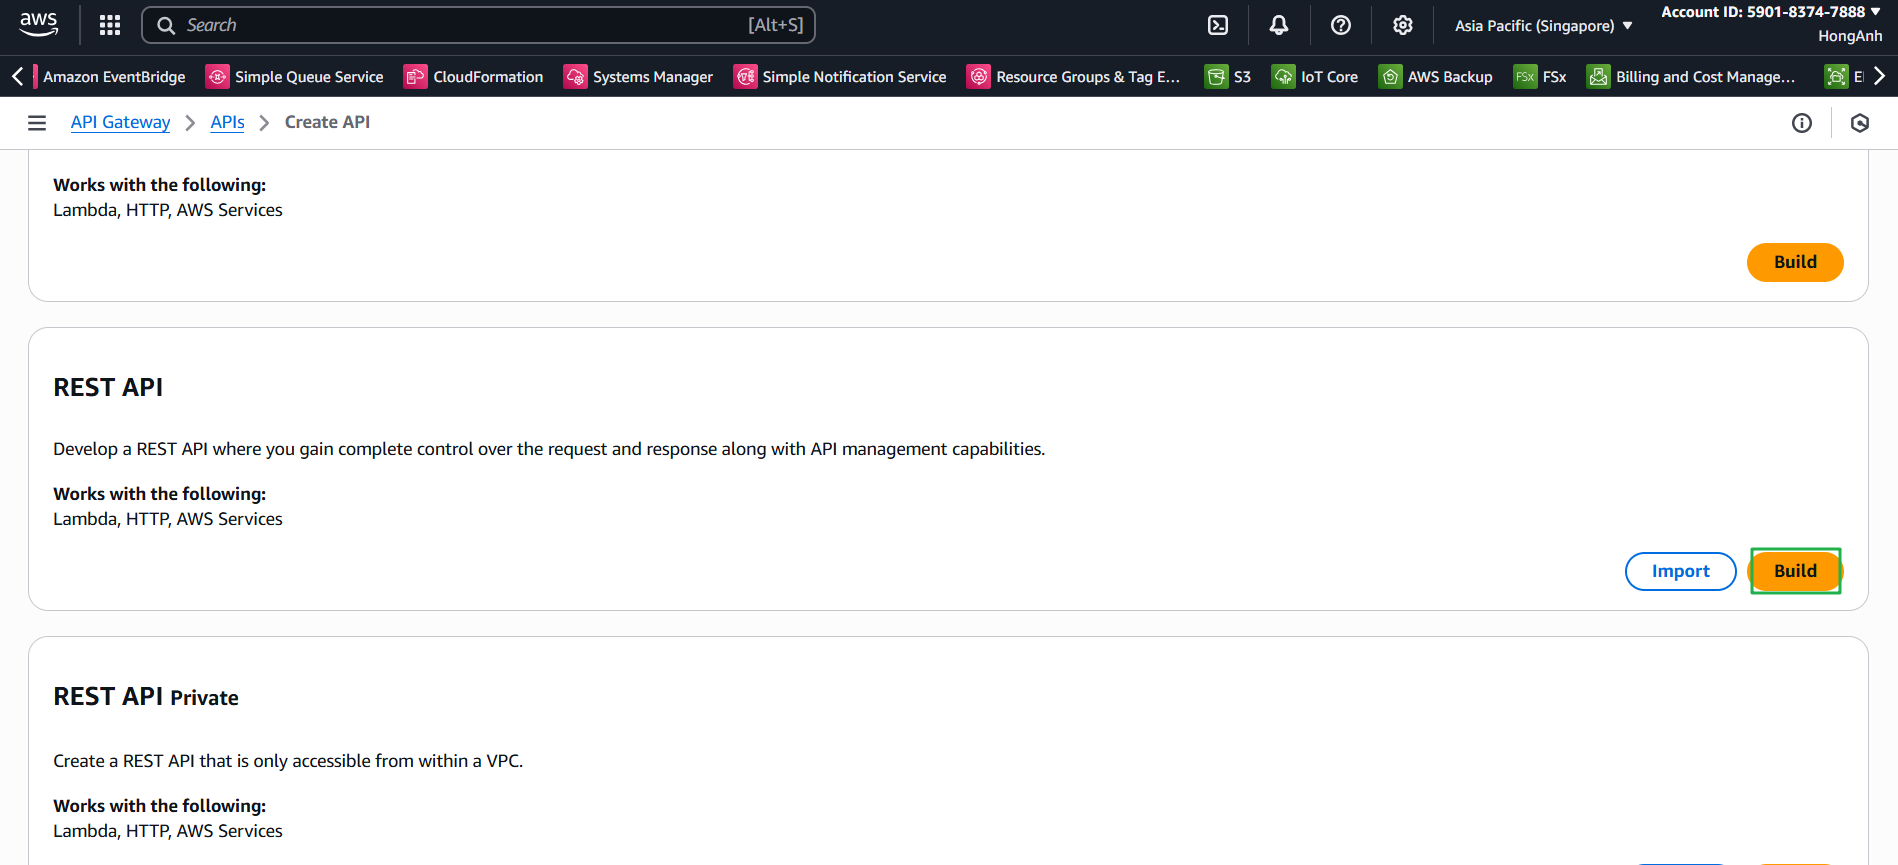 aws
Search
[Alt+S]
Asia Pacific (Singapore)
Account ID: 5901-8374-7888
HongAnh
Amazon EventBridge
Simple Queue Service
CloudFormation
Systems Manager
Simple Notification Service
Resource Groups & Tag E...
S3
IoT Core
AWS Backup
FSx
FSx
Billing and Cost Manage...
API Gateway
APIs
Create API
Works with the following:
Lambda, HTTP, AWS Services
Build
REST API
Develop a REST API where you gain complete control over the request and response along with API management capabilities.
Works with the following:
Lambda, HTTP, AWS Services
Import
Build
REST API Private
Create a REST API that is only accessible from within a VPC.
Works with the following:
Lambda, HTTP, AWS Services